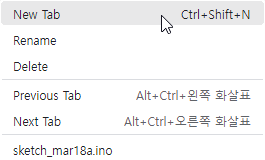 New Tab Ctrl+Shift+N
Rename
Delete
Previous Tab Alt+Ctrl+왼쪽 화살표
Next Tab Alt+Ctrl+오른쪽 화살표
sketch_mar18a.ino